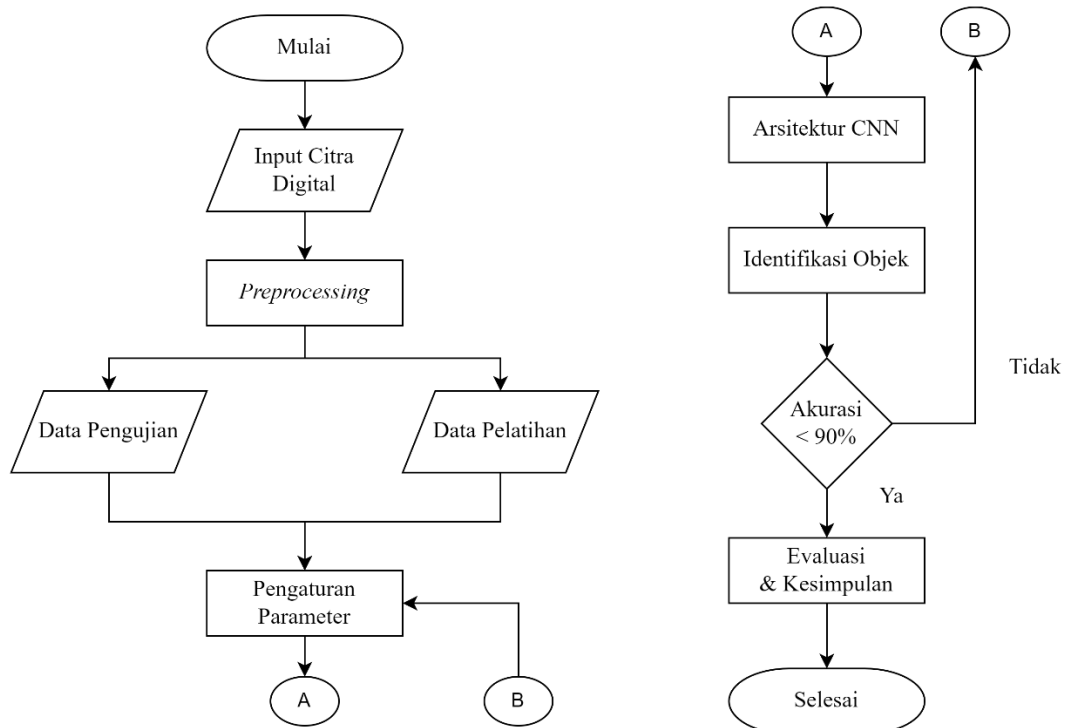 Mulai
Input Citra
Digital
Preprocessing
Data Pengujian
Data Pelatihan
Pengaturan
Parameter
A
B
A
B
Arsitektur CNN
Identifikasi Objek
Tidak
Akurasi
< 90%
Ya
Evaluasi
& Kesimpulan
Selesai